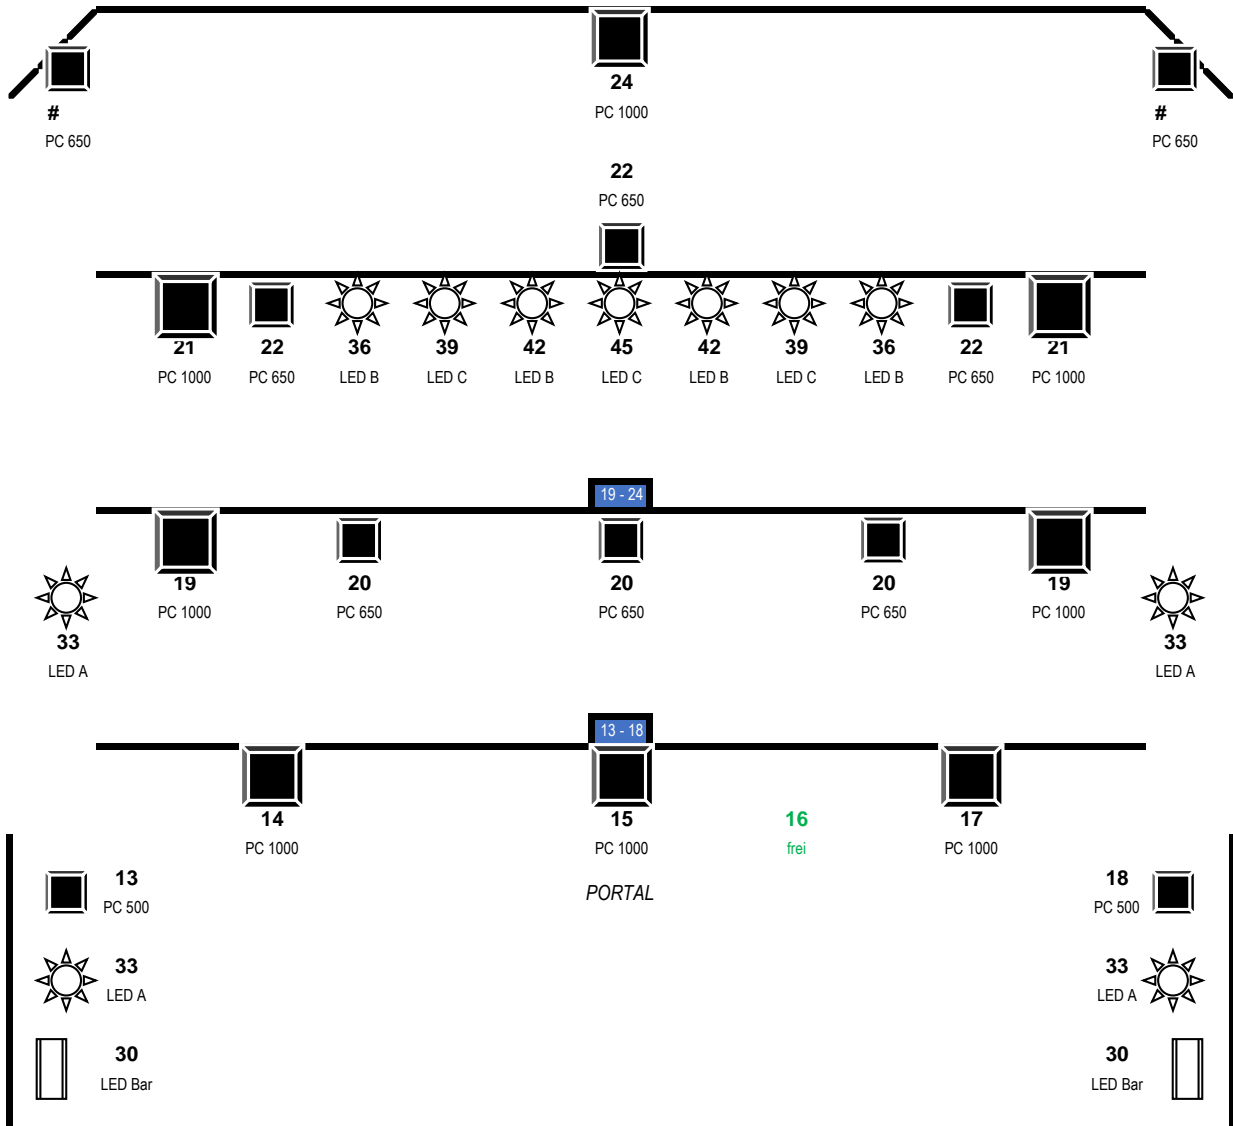 24
PC 1000
# #
PC 650 PC 650
22
PC 650
21 22 36 39 42 45 42 39 36 22 21
PC 1000 PC 650 LED B LED C LED B LED C LED B LED C LED B PC 650 PC 1000
19 - 24
19 20 20 20 19
PC 1000 PC 650 PC 650 PC 650 PC 1000
33 33
LED A LED A
13 - 18
14 15 16 17
PC 1000 PC 1000 frei PC 1000
13 18
PC 500 PORTAL PC 500
33 33
LED A LED A
30 30
LED Bar LED Bar